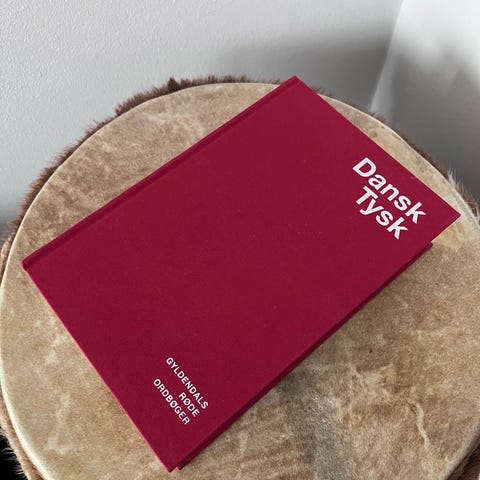 Dansk
Tysk
GYLDENDALS
RØDE
ORDBØGER